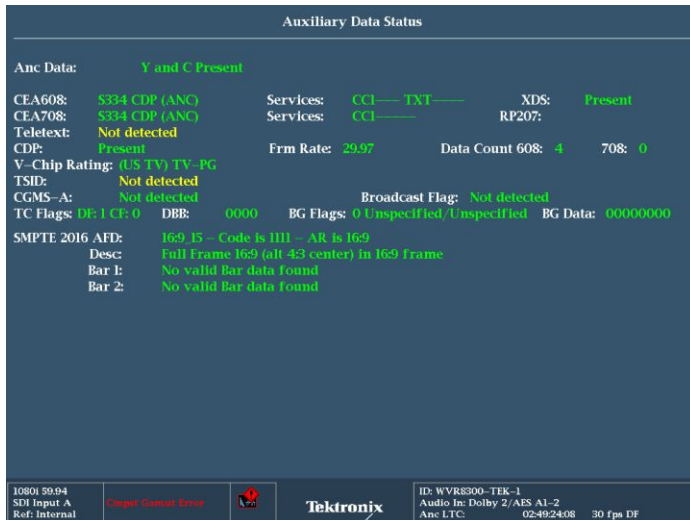 Auxiliary Data Status
Anc Data: Y and C Present
CEA608: S334 CDP (ANC) Services: CC1--- TXT---- XDS: Present
CEA708: S334 CDP (ANC) Services: CC1----- RP207:
Teletext: Not detected
CDP: Present Frm Rate: 29.97 Data Count 608: 4 708: 0
V-Chip Rating: (US TV) TV-PG
TSID: Not detected
CGMS-A: Not detected Broadcast Flag: Not detected
TC Flags: DF: 1 CF: 0 DBB: 0000 BG Flags: 0 Unspecified/Unspecified BG Data: 00000000
SMPTE 2016 AFD: 16:9_15 - Code is 1111 - AR is 16:9
Desc: Full Frame 16:9 (alt 4:3 center) in 16:9 frame
Bar 1: No valid Bar data found
Bar 2: No valid Bar data found
1080i 59.94
SDI Input A
Ref: Internal
Cmpst Gamut Error
Tektronix
ID: WVR8300-TEK-1
Audio In: Dolby 2/AES A1-2
Anc LTC: 02:49:24:08 30 fps DF